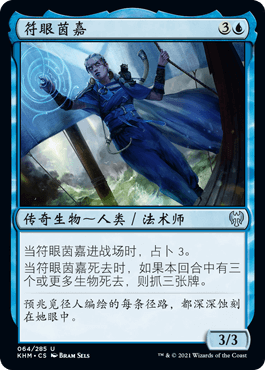 符眼茵嘉 3
传奇生物～人类／法术师
当符眼茵嘉进战场时，占卜3。
当符眼茵嘉死去时，如果本回合中有三
个或更多生物死去，则抓三张牌。
预兆觅径人编绘的每条径路，都深深蚀刻
在她眼中。
3/3
064/285 U
KHM • CS BRAM SELS
™ & © 2021 Wizards of the Coast